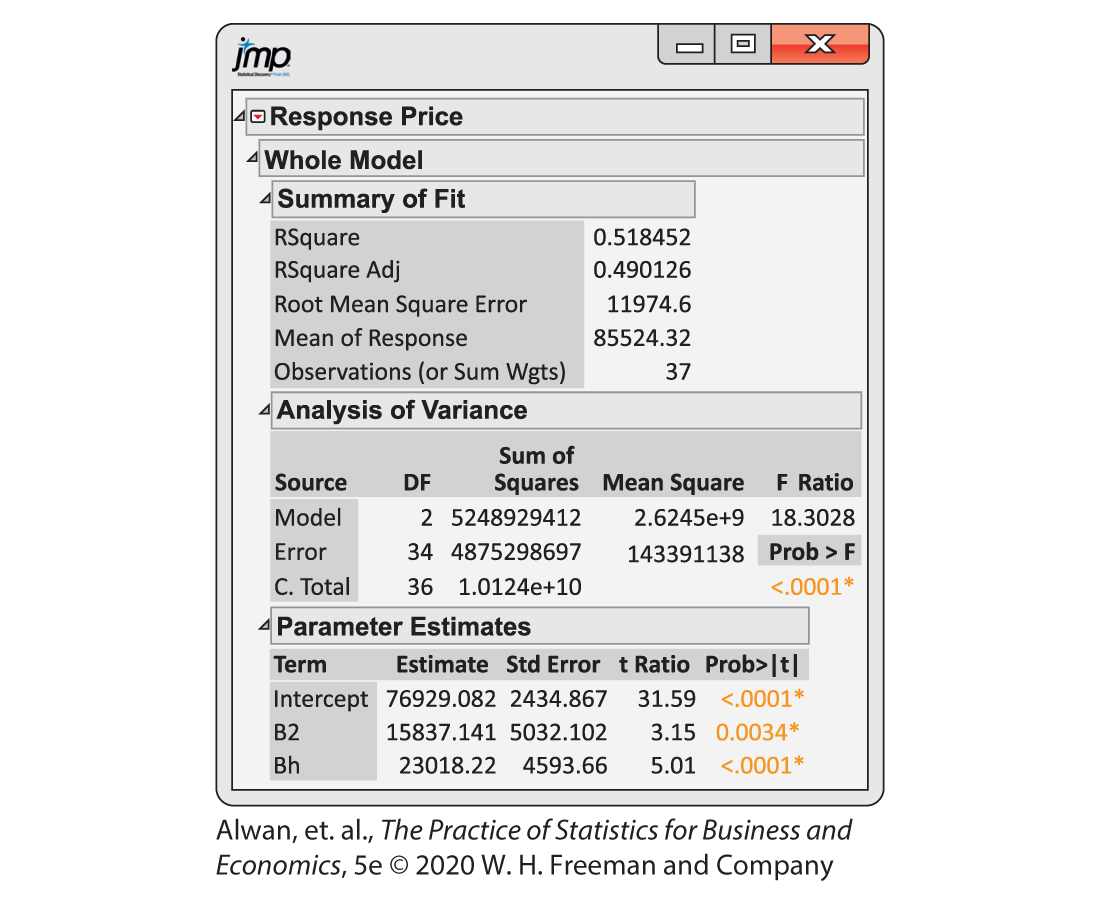 jmp
Statistical Discovery™ From SAS.
Response Price
Whole Model
Summary of Fit
RSquare 0.518452
RSquare Adj 0.490126
Root Mean Square Error 11974.6
Mean of Response 85524.32
Observations (or Sum Wgts) 37
Analysis of Variance
Source DF Sum of Squares Mean Square F Ratio
Model 2 5248929412 2.6245e+9 18.3028
Error 34 4875298697 143391138 Prob > F
C. Total 36 1.0124e+10 <.0001*
Parameter Estimates
Term Estimate Std Error t Ratio Prob>|t|
Intercept 76929.082 2434.867 31.59 <.0001*
B2 15837.141 5032.102 3.15 0.0034*
Bh 23018.22 4593.66 5.01 <.0001*
Alwan, et. al., The Practice of Statistics for Business and
Economics, 5e © 2020 W. H. Freeman and Company